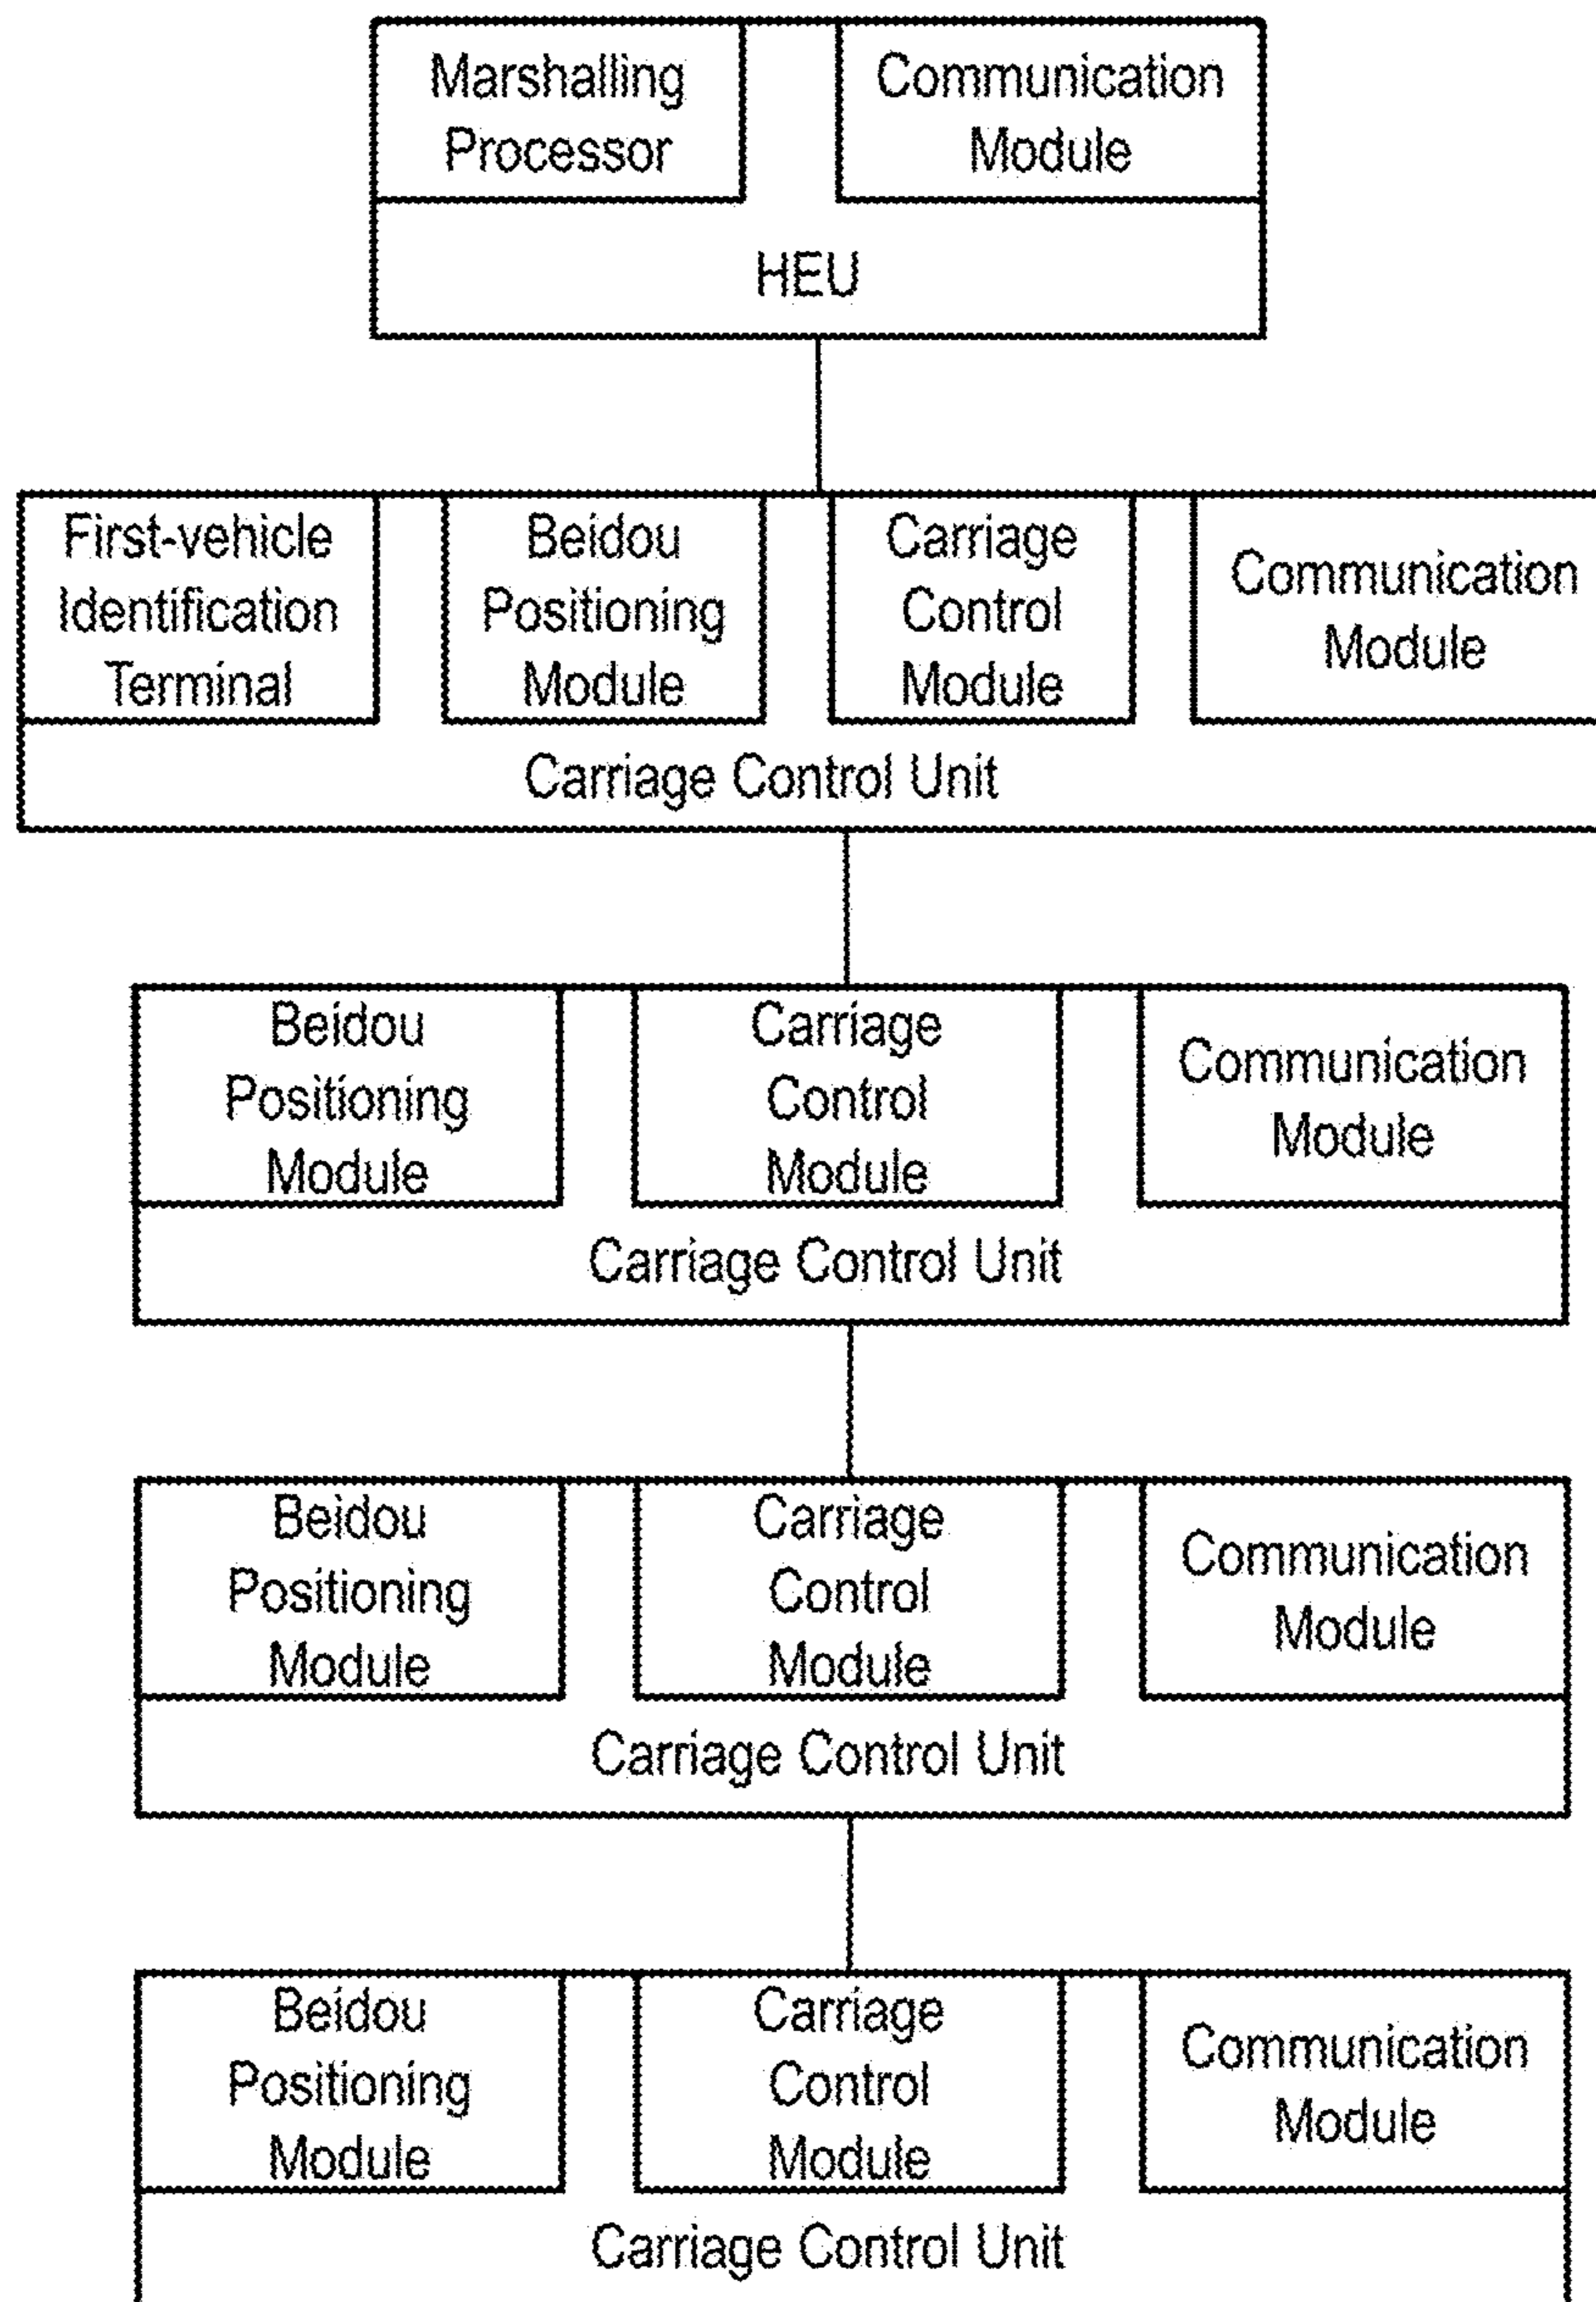 Marshalling
Processor
Communication
Module
HEU
First-vehicle
Identification
Terminal
Beidou
Positioning
Module
Carriage
Control
Module
Communication
Module
Carriage Control Unit
Beidou
Positioning
Module
Carriage
Control
Module
Communication
Module
Carriage Control Unit
Beidou
Positioning
Module
Carriage
Control
Module
Communication
Module
Carriage Control Unit
Beidou
Positioning
Module
Carriage
Control
Module
Communication
Module
Carriage Control Unit